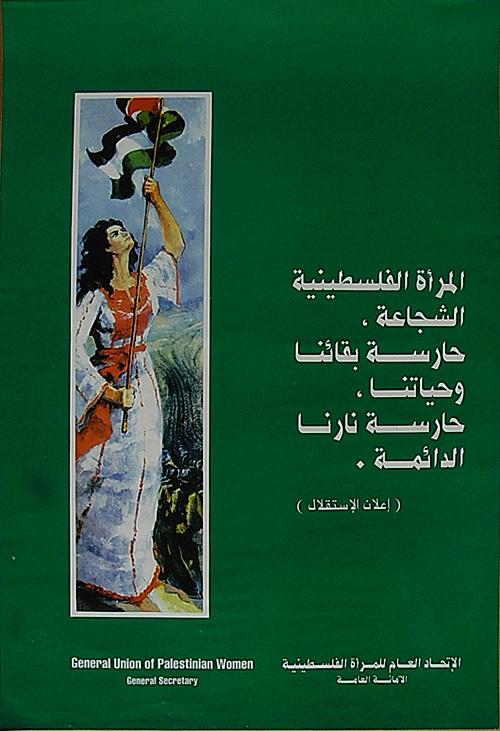 المرأة الفلسطينية
الشجاعة ،
حارسة بقائنا
وحياتنا ،
حارسة نارنا
الدائمة .
( إعلان الإستقلال )
General Union of Palestinian Women
General Secretary
الإتحاد العام للمرأة الفلسطينية
الامانة العامة